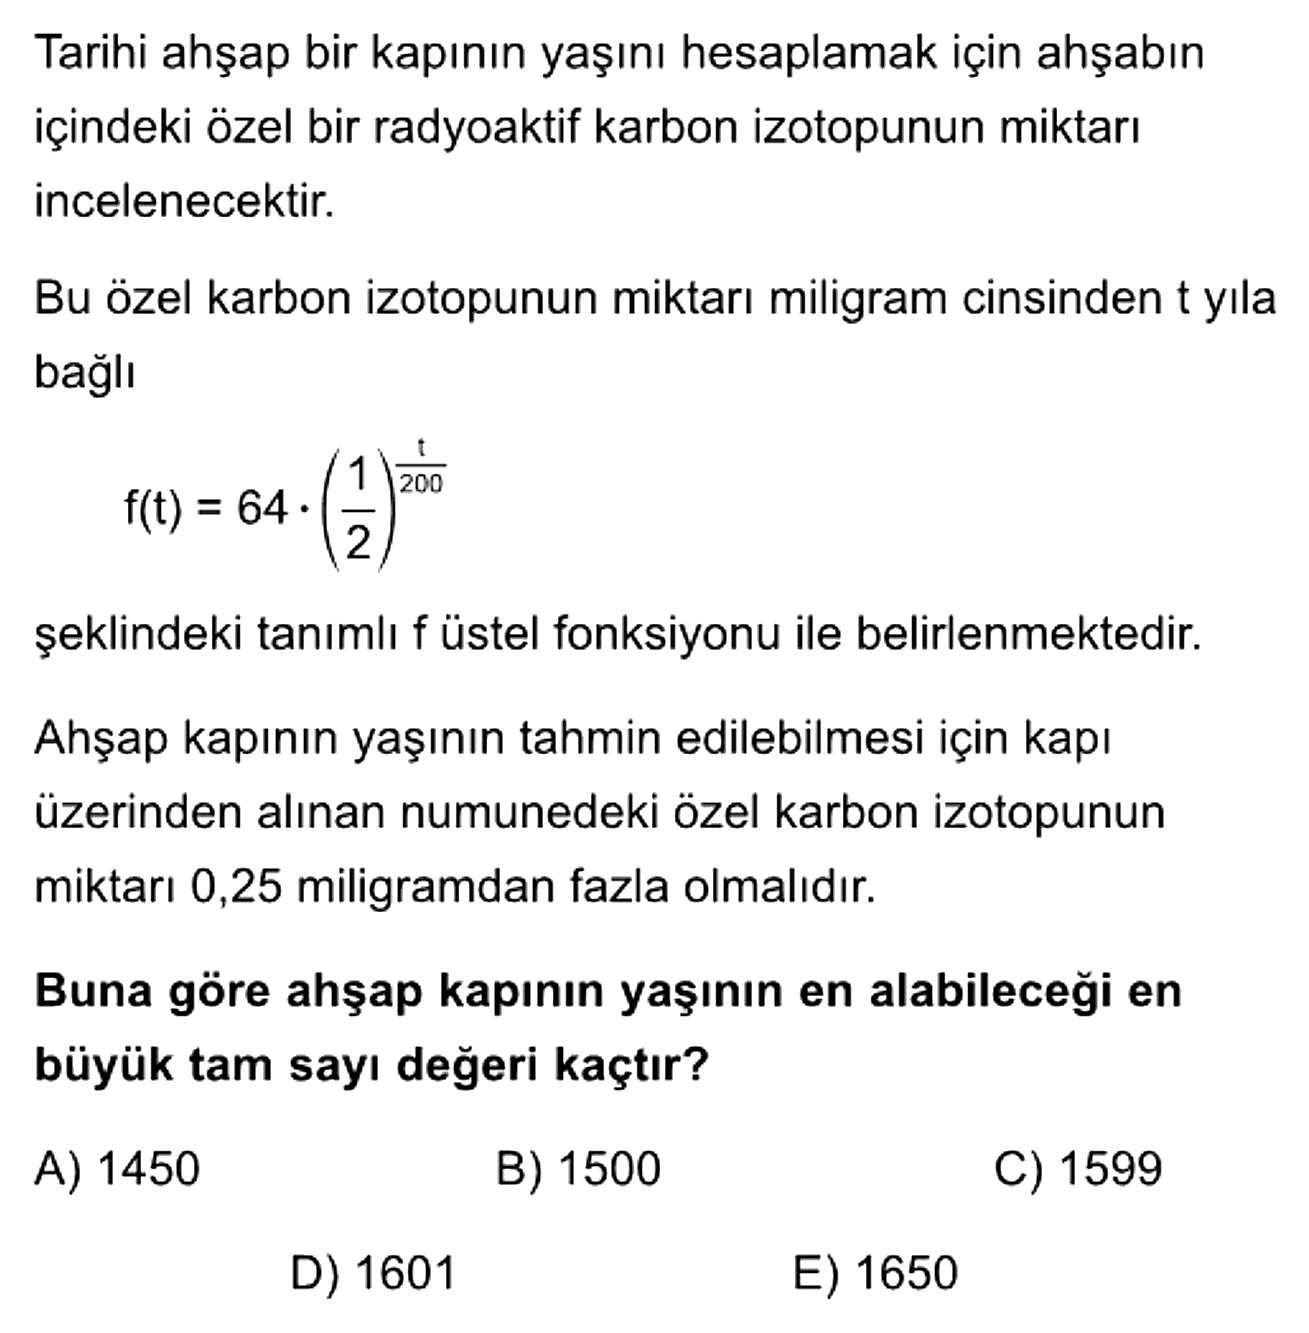 Tarihi ahşap bir kapının yaşını hesaplamak için ahşabın
içindeki özel bir radyoaktif karbon izotopunun miktarı
incelenecektir.
Bu özel karbon izotopunun miktarı miligram cinsinden t yıla
bağlı
f(t) = 64 · (1/2)^(t/200)
şeklindeki tanımlı f üstel fonksiyonu ile belirlenmektedir.
Ahşap kapının yaşının tahmin edilebilmesi için kapı
üzerinden alınan numunedeki özel karbon izotopunun
miktarı 0,25 miligramdan fazla olmalıdır.
Buna göre ahşap kapının yaşının en alabileceği en
büyük tam sayı değeri kaçtır?
A) 1450 B) 1500 C) 1599
D) 1601 E) 1650